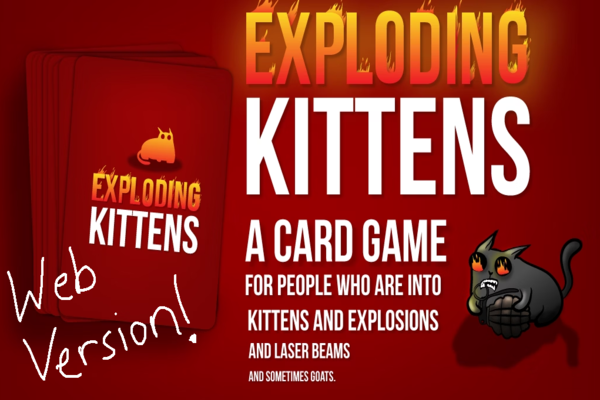 EXPLODING
KITTENS
A CARD GAME
FOR PEOPLE WHO ARE INTO
KITTENS AND EXPLOSIONS
AND LASER BEAMS
AND SOMETIMES GOATS.
EXPLODING
KITTENS
Web
Version!